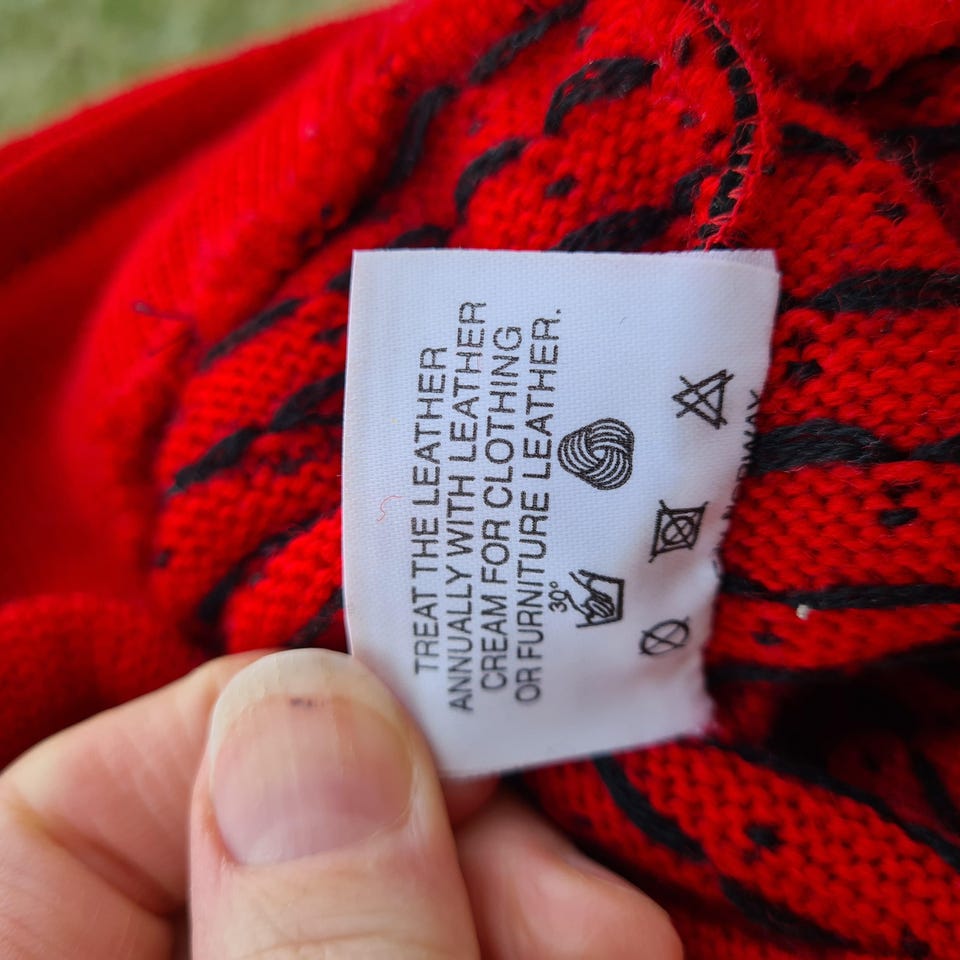 TREAT THE LEATHER
ANNUALLY WITH LEATHER
CREAM FOR CLOTHING
OR FURNITURE LEATHER.
30°